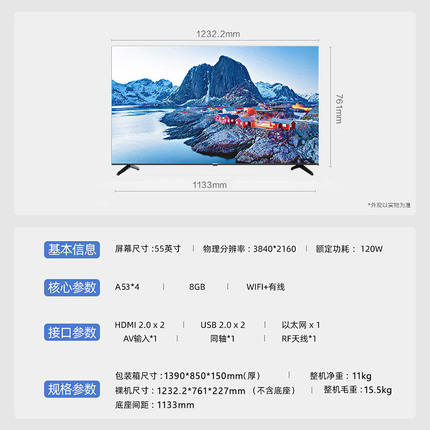 1232.2mm
761mm
1133mm
*外观以实物为准
基本信息
屏幕尺寸 :55英寸 | 物理分辨率 : 3840*2160 | 额定功耗 : 120W
核心参数
A53*4 | 8GB | WIFI+有线
接口参数
HDMI 2.0 x 2 | USB 2.0 x 2 | 以太网 x 1
AV输入*1 | 同轴*1 | RF天线*1
规格参数
包装箱尺寸 : 1390*850*150mm(厚) | 整机净重 : 11kg
裸机尺寸 : 1232.2*761*227mm (不含底座) | 整机毛重 : 15.5kg
底座间距 : 1133mm